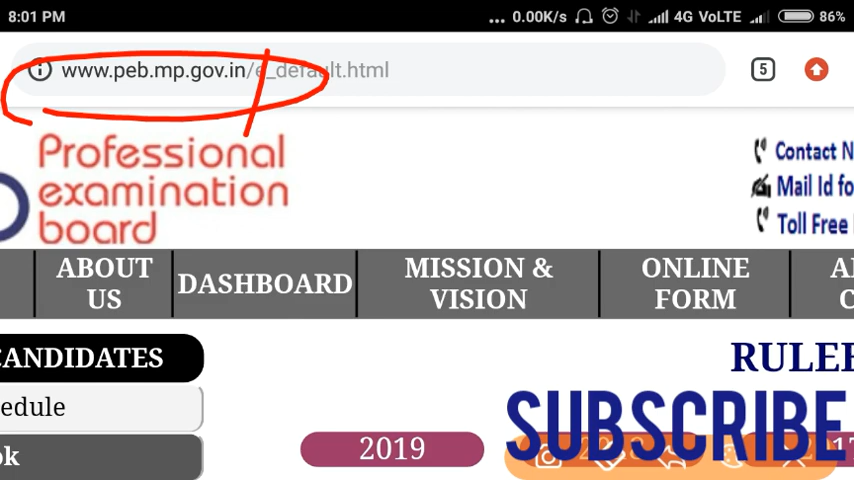 8:01 PM ... 0.00K/s 4G VoLTE 86%
www.peb.mp.gov.in/e_default.html 5
Professional
examination
board
Contact N
Mail Id fo
Toll Free
ABOUT US
DASHBOARD
MISSION & VISION
ONLINE FORM
CANDIDATES
edule
ok
RULE
2019
SUBSCRIBE